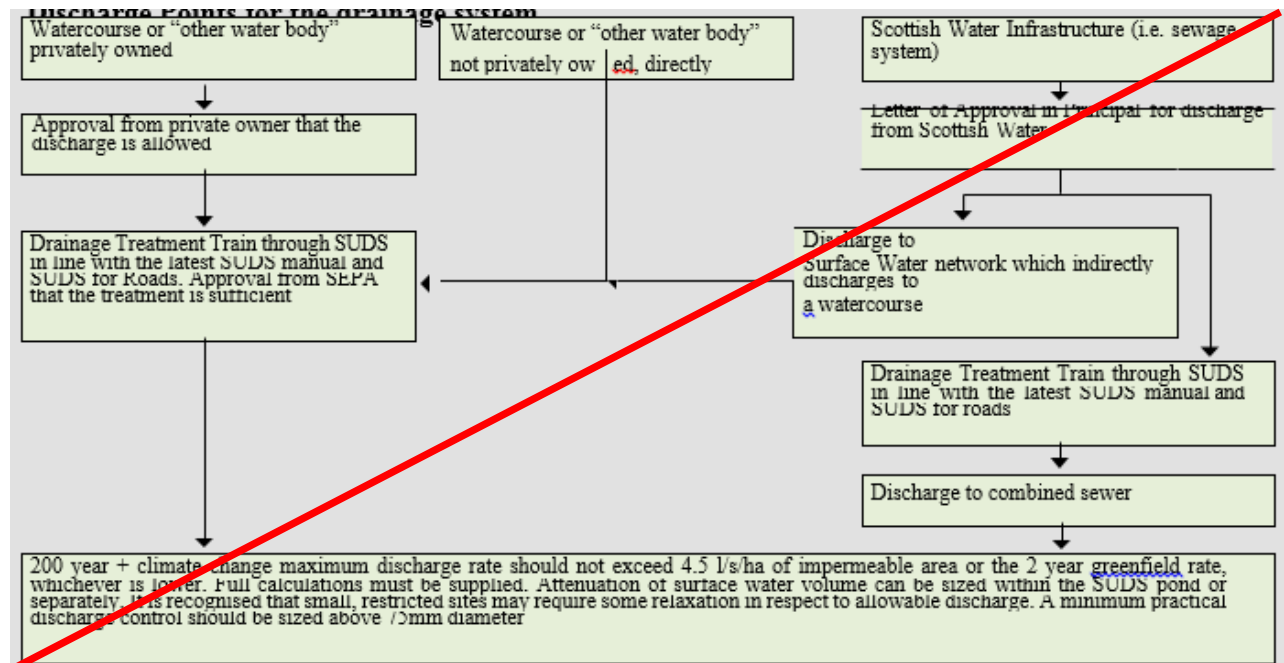 Discharge Points for the drainage system
Watercourse or “other water body”
privately owned
Watercourse or “other water body”
not privately ow ed, directly
Scottish Water Infrastructure (i.e. sewage
system)
Approval from private owner that the
discharge is allowed
Letter of Approval in Principal for discharge
from Scottish Water
Drainage Treatment Train through SUDS
in line with the latest SUDS manual and
SUDS for Roads. Approval from SEPA
that the treatment is sufficient
Discharge to
Surface Water network which indirectly
discharges to
a watercourse
Drainage Treatment Train through SUDS
in line with the latest SUDS manual and
SUDS for roads
Discharge to combined sewer
200 year + climate change maximum discharge rate should not exceed 4.5 l/s/ha of impermeable area or the 2 year greenfield rate,
whichever is lower. Full calculations must be supplied. Attenuation of surface water volume can be sized within the SUDS pond or
separately. It is recognised that small, restricted sites may require some relaxation in respect to allowable discharge. A minimum practical
discharge control should be sized above 75mm diameter